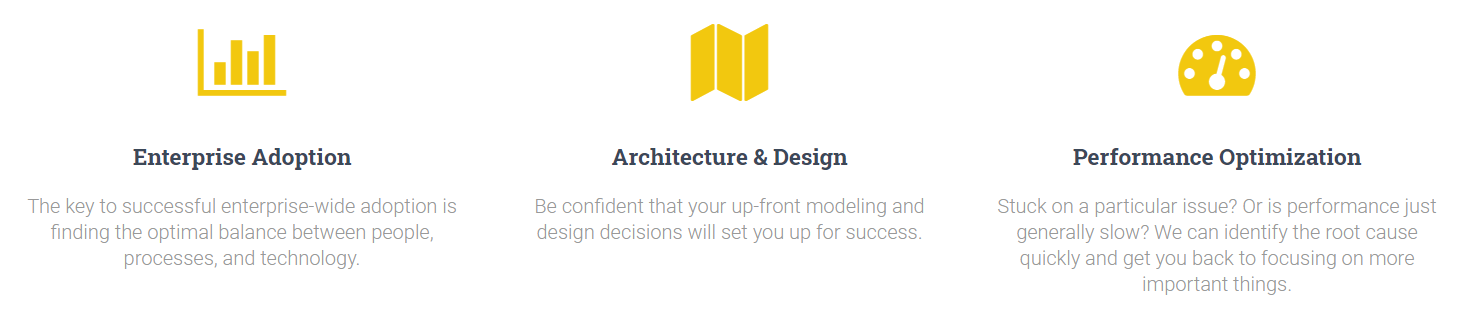 Enterprise Adoption
The key to successful enterprise-wide adoption is
finding the optimal balance between people,
processes, and technology.
Architecture & Design
Be confident that your up-front modeling and
design decisions will set you up for success.
Performance Optimization
Stuck on a particular issue? Or is performance just
generally slow? We can identify the root cause
quickly and get you back to focusing on more
important things.